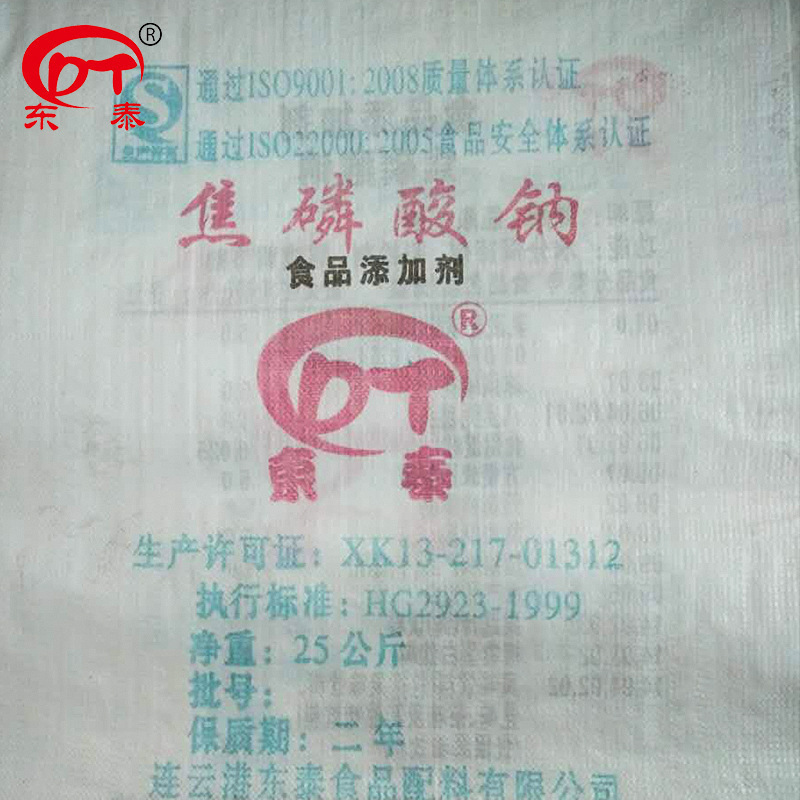 DT®
东泰
通过ISO9001:2008质量体系认证
通过ISO22000:2005食品安全体系认证
焦磷酸钠
食品添加剂
DT®
東泰
生产许可证：XK13-217-01312
执行标准：HG2923-1999
净重：25公斤
批号：
保质期：二年
连云港东泰食品配料有限公司